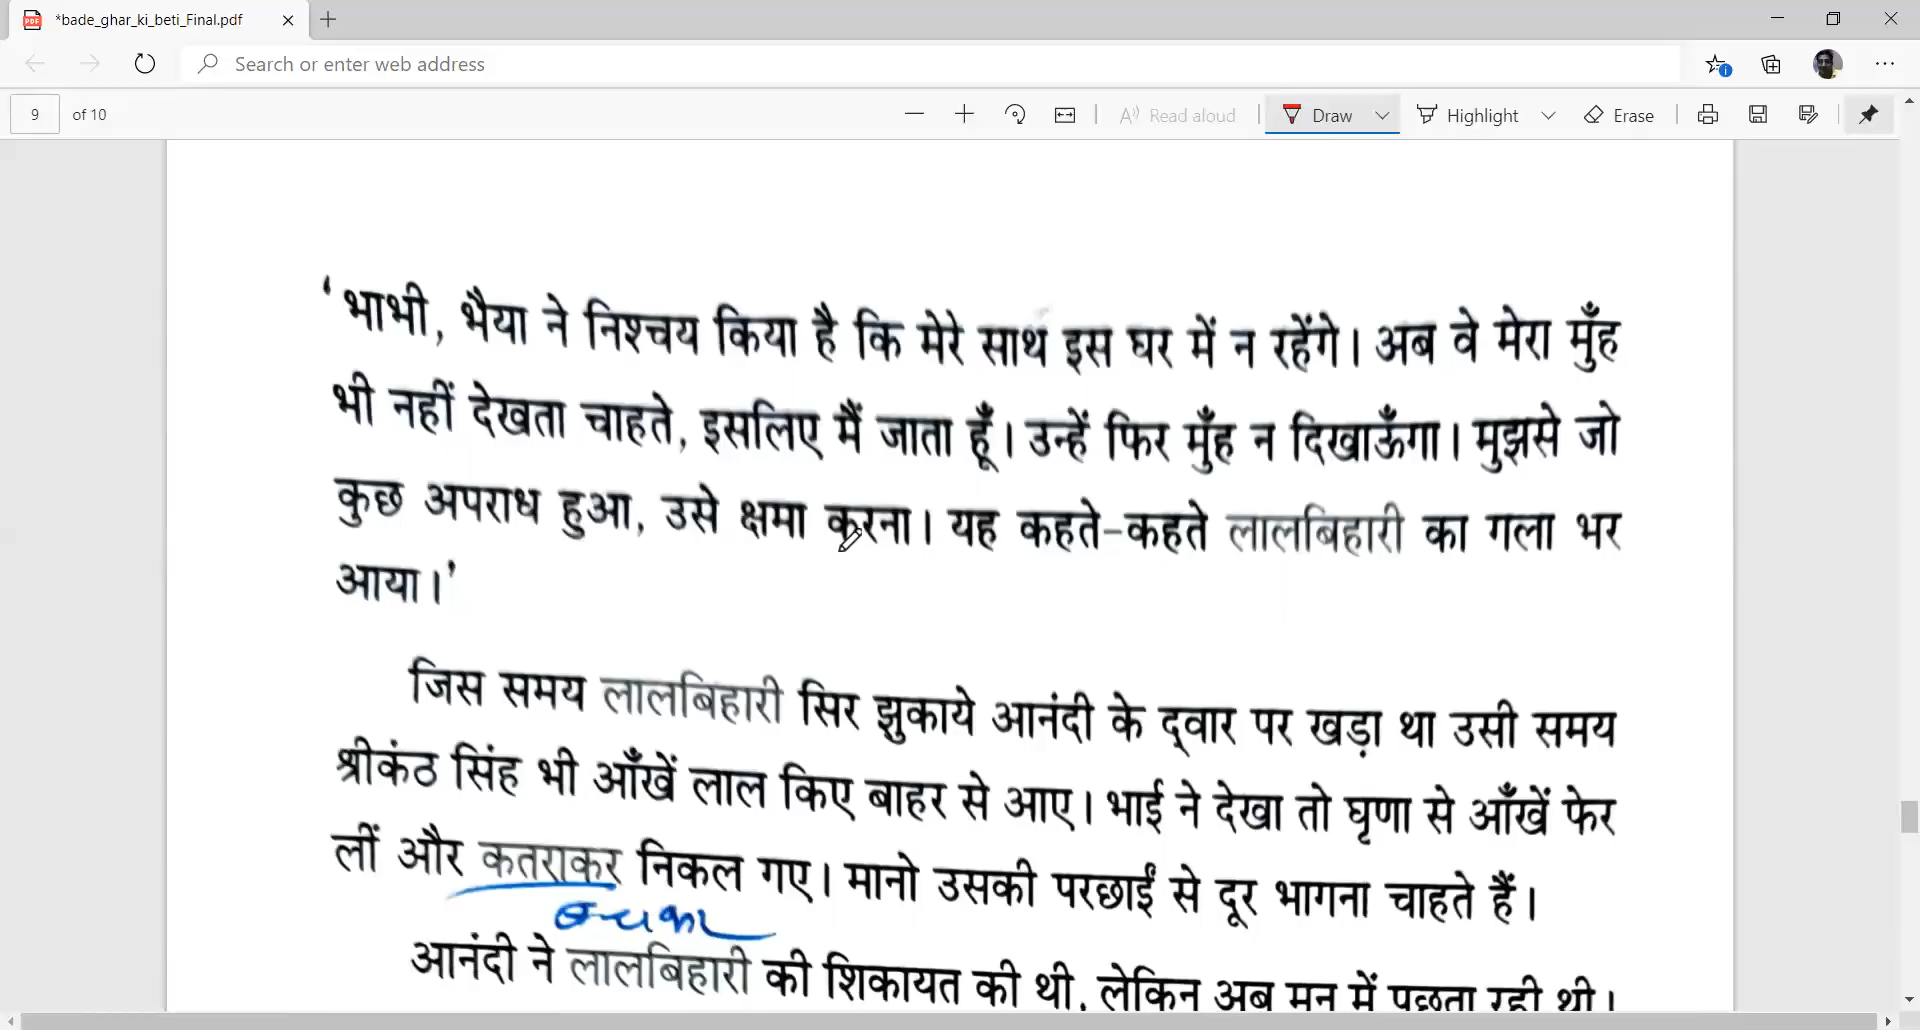 *bade_ghar_ki_beti_Final.pdf
Search or enter web address
9 of 10 Read aloud Draw Highlight Erase
‘भाभी, भैया ने निश्चय किया है कि मेरे साथ इस घर में न रहेंगे। अब वे मेरा मुँह
भी नहीं देखता चाहते, इसलिए मैं जाता हूँ। उन्हें फिर मुँह न दिखाऊँगा। मुझसे जो
कुछ अपराध हुआ, उसे क्षमा करना। यह कहते-कहते लालबिहारी का गला भर
आया।’
जिस समय लालबिहारी सिर झुकाये आनंदी के द्वार पर खड़ा था उसी समय
श्रीकंठ सिंह भी आँखें लाल किए बाहर से आए। भाई ने देखा तो घृणा से आँखें फेर
लीं और कतराकर निकल गए। मानो उसकी परछाईं से दूर भागना चाहते हैं।
बचकर
आनंदी ने लालबिहारी की शिकायत की थी, लेकिन अब मन में पछता रही थी।